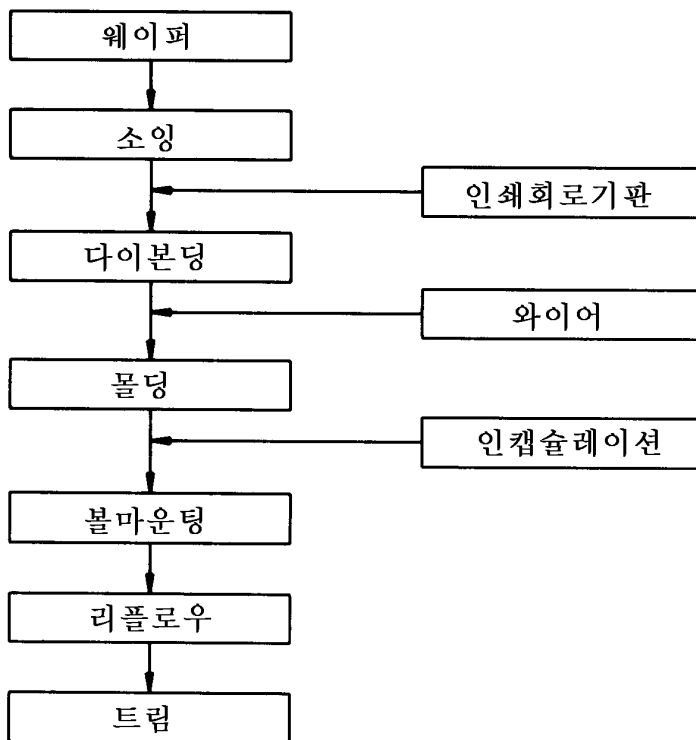 웨이퍼
소잉
인쇄회로기판
다이본딩
와이어
몰딩
인캡슐레이션
볼마운팅
리플로우
트림